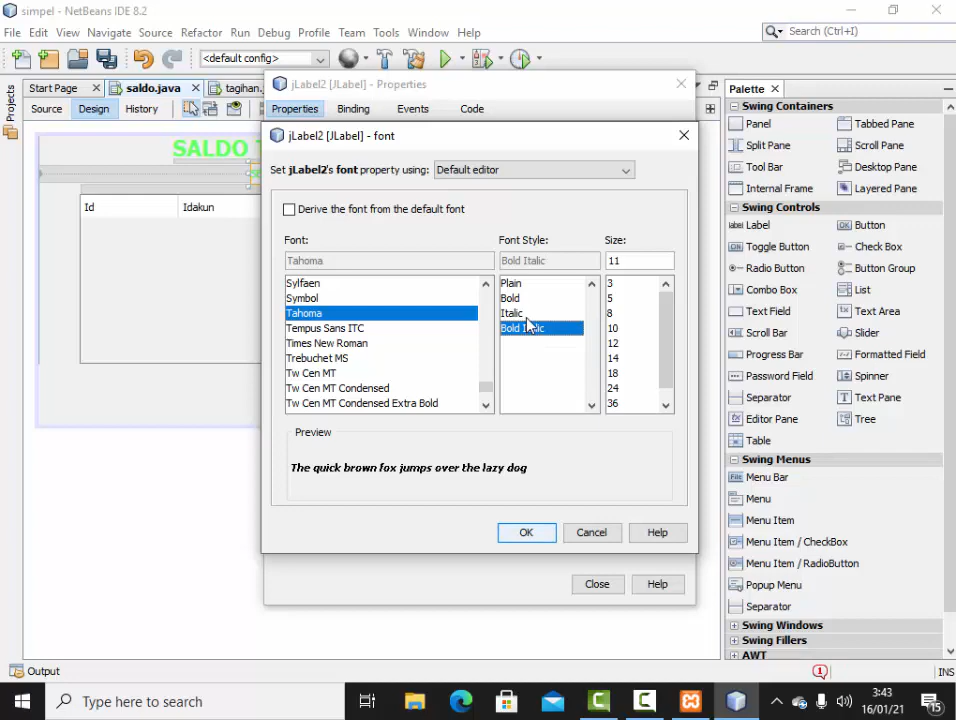 simpel - NetBeans IDE 8.2
File Edit View Navigate Source Refactor Run Debug Profile Team Tools Window Help
Search (Ctrl+I)
<default config>
Start Page saldo.java taghan.
Source Design History
Projects
SALDO
Id Idakun
jLabel2 [JLabel] - Properties
Properties Binding Events Code
jLabel2 [JLabel] - font
Set jLabel2's font property using: Default editor
Derive the font from the default font
Font: Font Style: Size:
Tahoma Bold Italic 11
Sylfaen Plain 3
Symbol Bold 5
Tahoma Italic 8
Tempus Sans ITC Bold Italic 10
Times New Roman 12
Trebuchet MS 14
Tw Cen MT 18
Tw Cen MT Condensed 24
Tw Cen MT Condensed Extra Bold 36
Preview
The quick brown fox jumps over the lazy dog
OK Cancel Help
Close Help
Palette
Swing Containers
Panel Tabbed Pane
Split Pane Scroll Pane
Tool Bar Desktop Pane
Internal Frame Layered Pane
Swing Controls
label Label OK Button
ON Toggle Button Check Box
Radio Button Button Group
Combo Box List
Text Field Text Area
Scroll Bar Slider
Progress Bar Formatted Field
Password Field Spinner
Separator T Text Pane
Editor Pane Tree
Table
Swing Menus
File Menu Bar
Menu
Menu Item
Menu Item / CheckBox
Menu Item / RadioButton
Popup Menu
Separator
Swing Windows
Swing Fillers
AWT
Output
1 INS
Type here to search
3:43
16/01/21
15